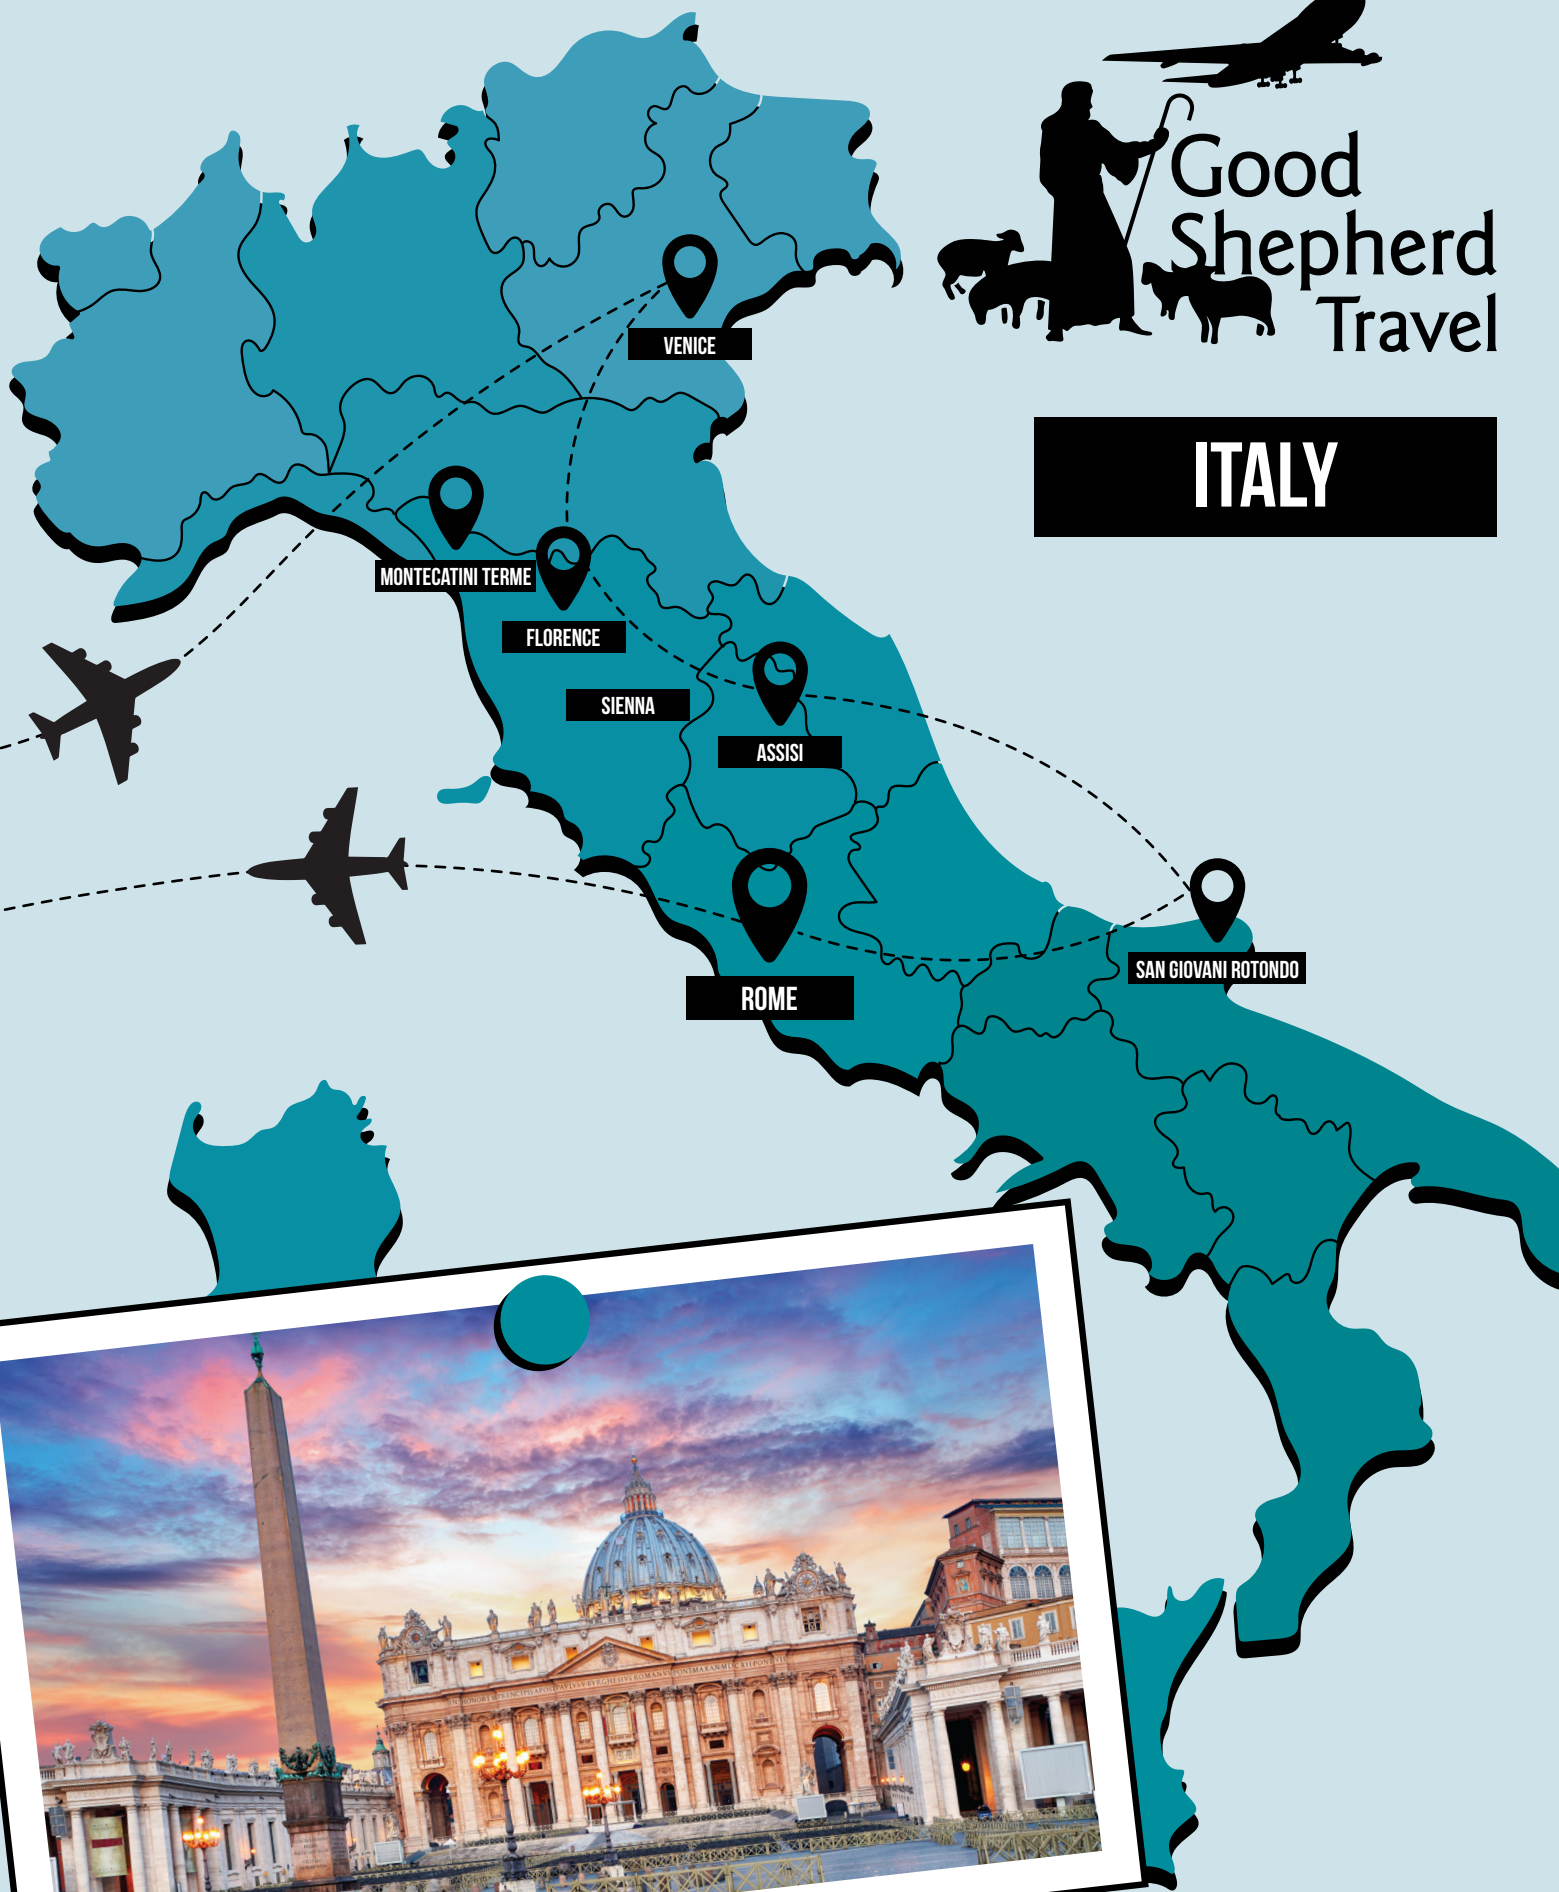 Good
Shepherd
Travel
ITALY
VENICE
MONTECATINI TERME
FLORENCE
SIENNA
ASSISI
SAN GIOVANI ROTONDO
ROME